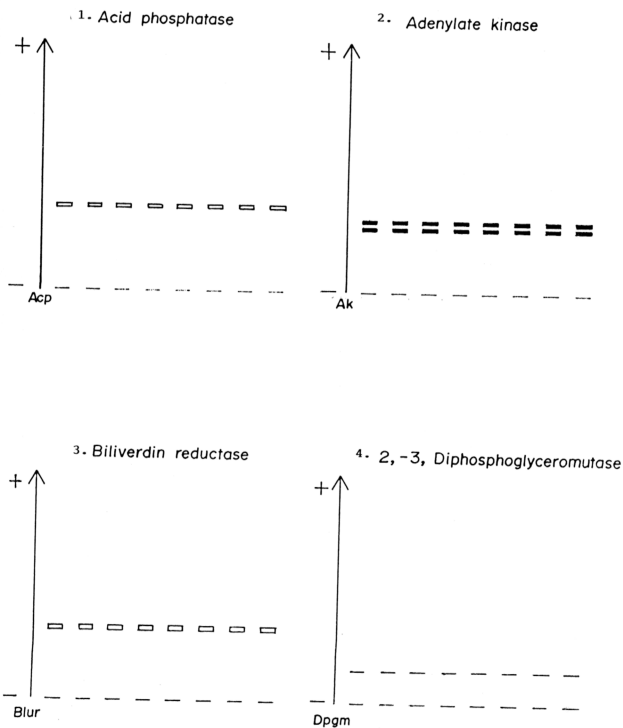 1. Acid phosphatase
2. Adenylate kinase
+
+
-
Acp
-
Ak
3. Biliverdin reductase
4. 2,-3, Diphosphoglyceromutase
+
+
-
Blur
-
Dpgm